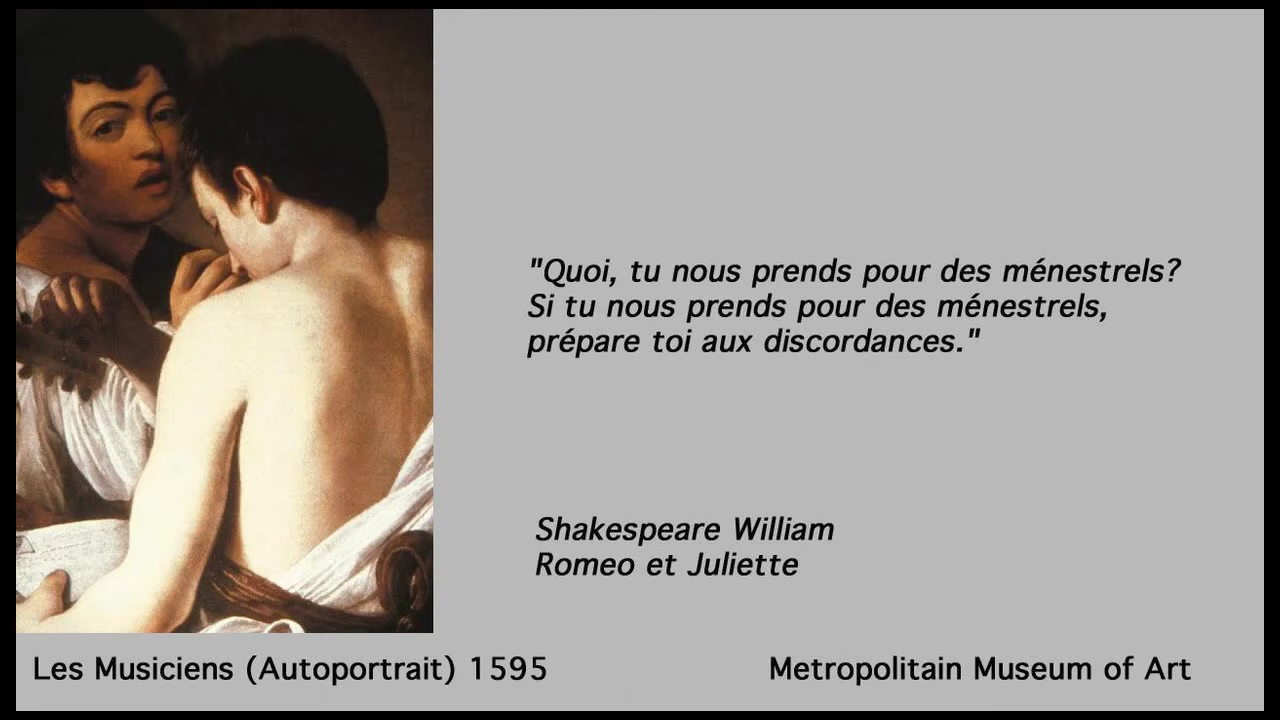 "Quoi, tu nous prends pour des ménestrels?
Si tu nous prends pour des ménestrels,
prépare toi aux discordances."
Shakespeare William
Romeo et Juliette
Les Musiciens (Autoportrait) 1595
Metropolitain Museum of Art